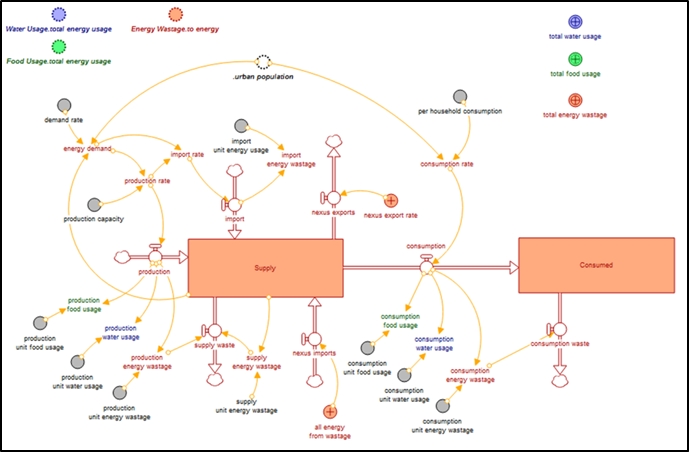 Water Usage.total energy usage
Energy Wastage.to energy
Food Usage.total energy usage
total water usage
total food usage
total energy wastage
.urban population
demand rate
per household consumption
import
unit energy usage
energy demand
import rate
import
energy wastage
consumption rate
production rate
production capacity
import
nexus exports
nexus export rate
consumption
production
Supply
Consumed
production
food usage
production
unit food usage
production
water usage
production
unit water usage
production
energy wastage
production
unit energy wastage
supply waste
supply
energy wastage
supply
unit energy wastage
nexus imports
all energy
from wastage
consumption
food usage
consumption
unit food usage
consumption
water usage
consumption
unit water usage
consumption
energy wastage
consumption
unit energy wastage
consumption waste